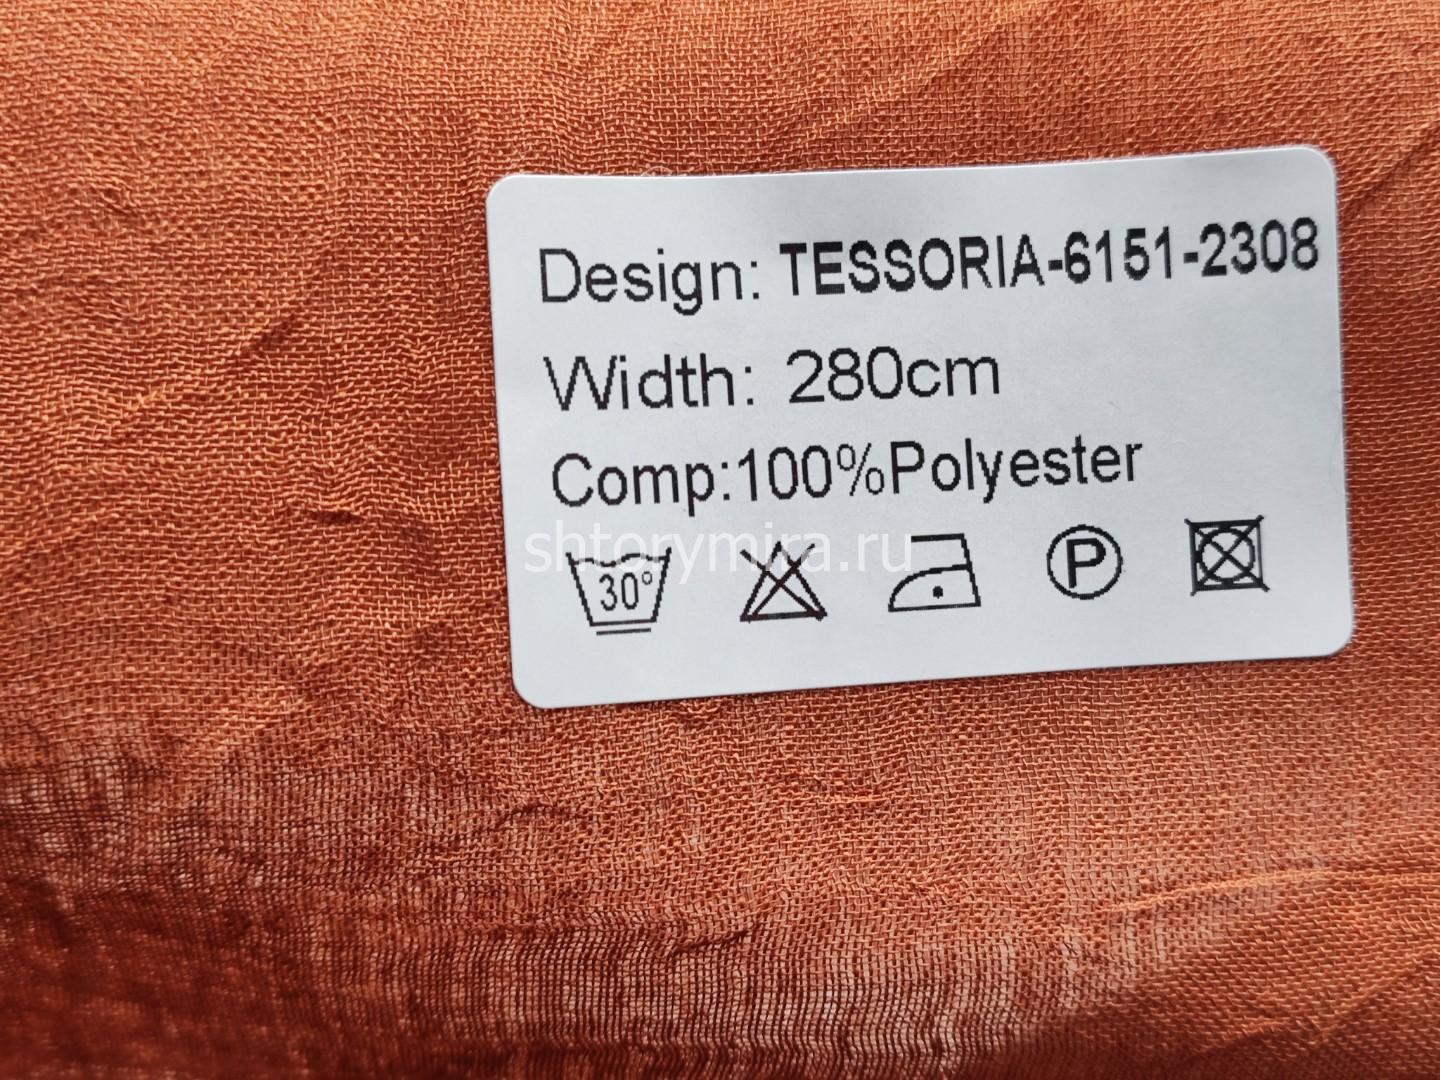 Design: TESSORIA-6151-2308
Width: 280cm
Comp:100%Polyester
shtorymira.ru
30° P